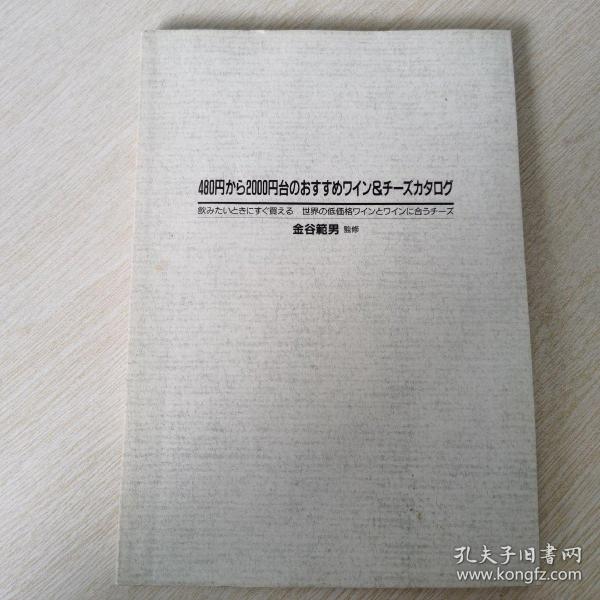 480円から2000円台のおすすめワイン&チーズカタログ
飲みたいときにすぐ買える 世界の低価格ワインとワインに合うチーズ
金谷範男 監修
孔夫子旧書网
www.kongfz.com